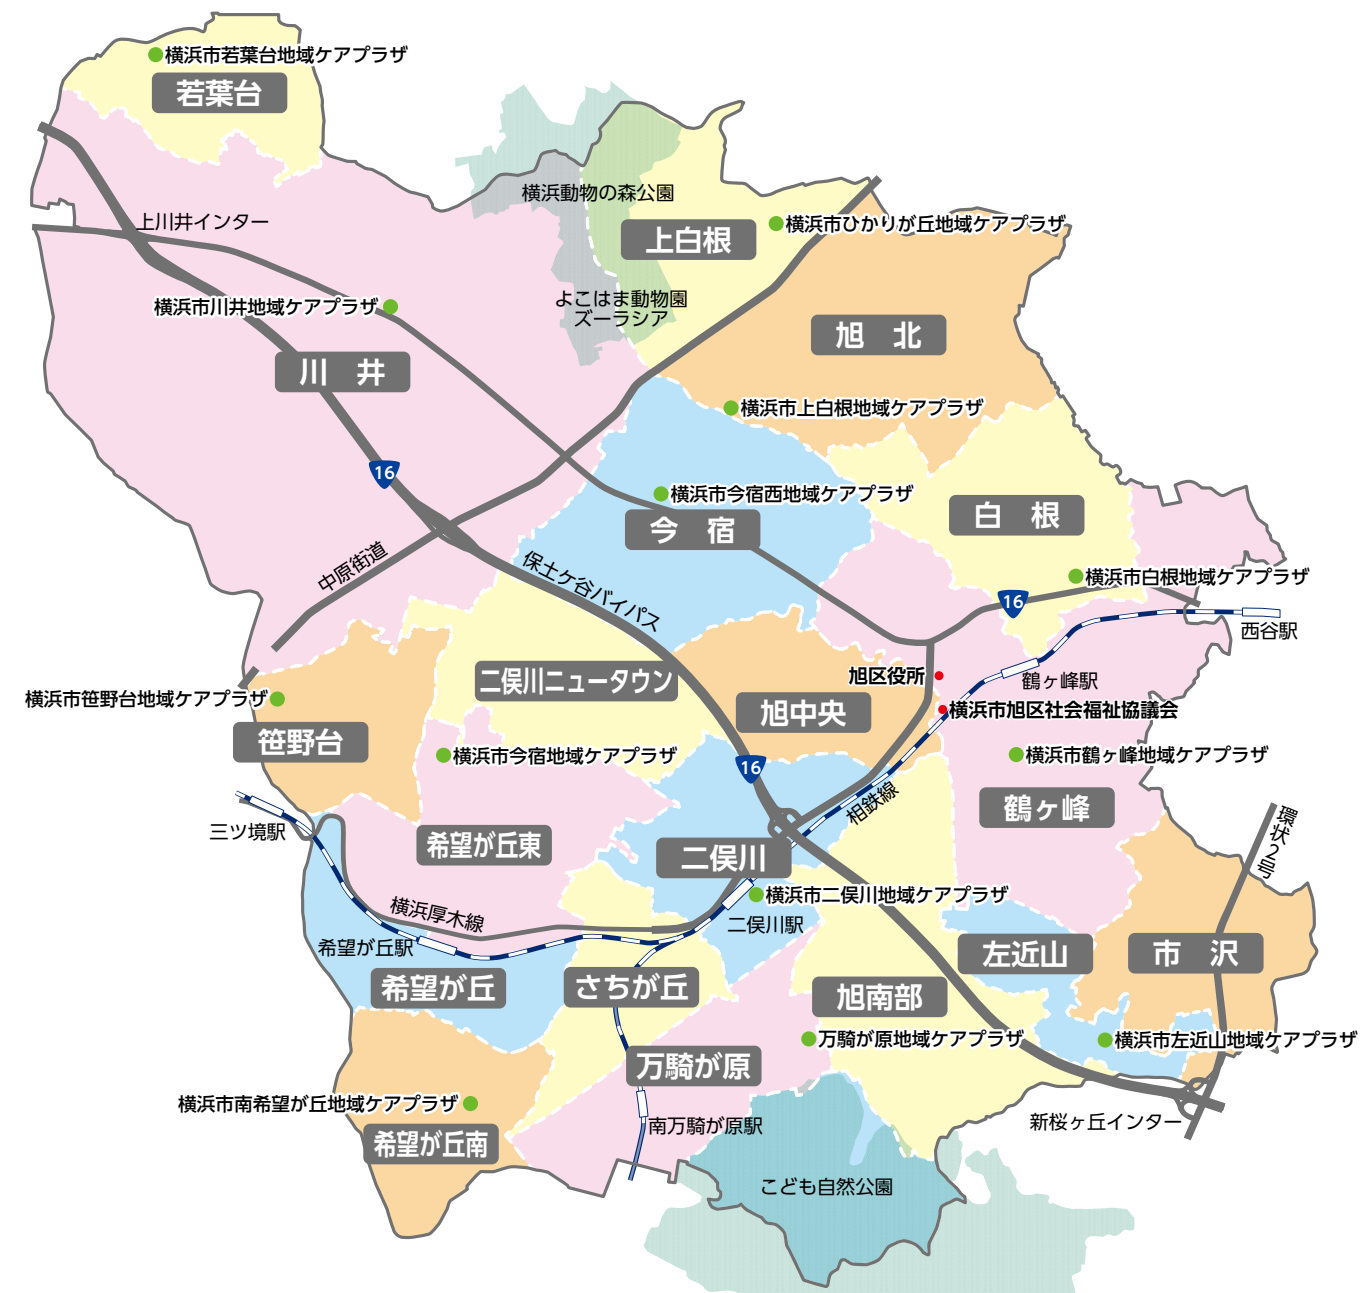 横浜市若葉台地域ケアプラザ
若葉台
横浜動物の森公園
上川井インター
横浜市ひかりが丘地域ケアプラザ
上白根
よこはま動物園
ズーラシア
横浜市川井地域ケアプラザ
旭 北
川 井
横浜市上白根地域ケアプラザ
16
横浜市今宿西地域ケアプラザ
今 宿
白 根
中原街道
保土ケ谷バイパス
横浜市白根地域ケアプラザ
16
西谷駅
二俣川ニュータウン
旭区役所
鶴ヶ峰駅
横浜市笹野台地域ケアプラザ
旭中央
横浜市旭区社会福祉協議会
笹野台
横浜市今宿地域ケアプラザ
横浜市鶴ヶ峰地域ケアプラザ
16
相鉄線
鶴ヶ峰
三ツ境駅
希望が丘東
環状2号
二俣川
横浜市二俣川地域ケアプラザ
横浜厚木線
二俣川駅
希望が丘駅
左近山
市 沢
希望が丘
さちが丘
旭南部
万騎が原地域ケアプラザ
横浜市左近山地域ケアプラザ
万騎が原
横浜市南希望が丘地域ケアプラザ
南万騎が原駅
新桜ヶ丘インター
希望が丘南
こども自然公園